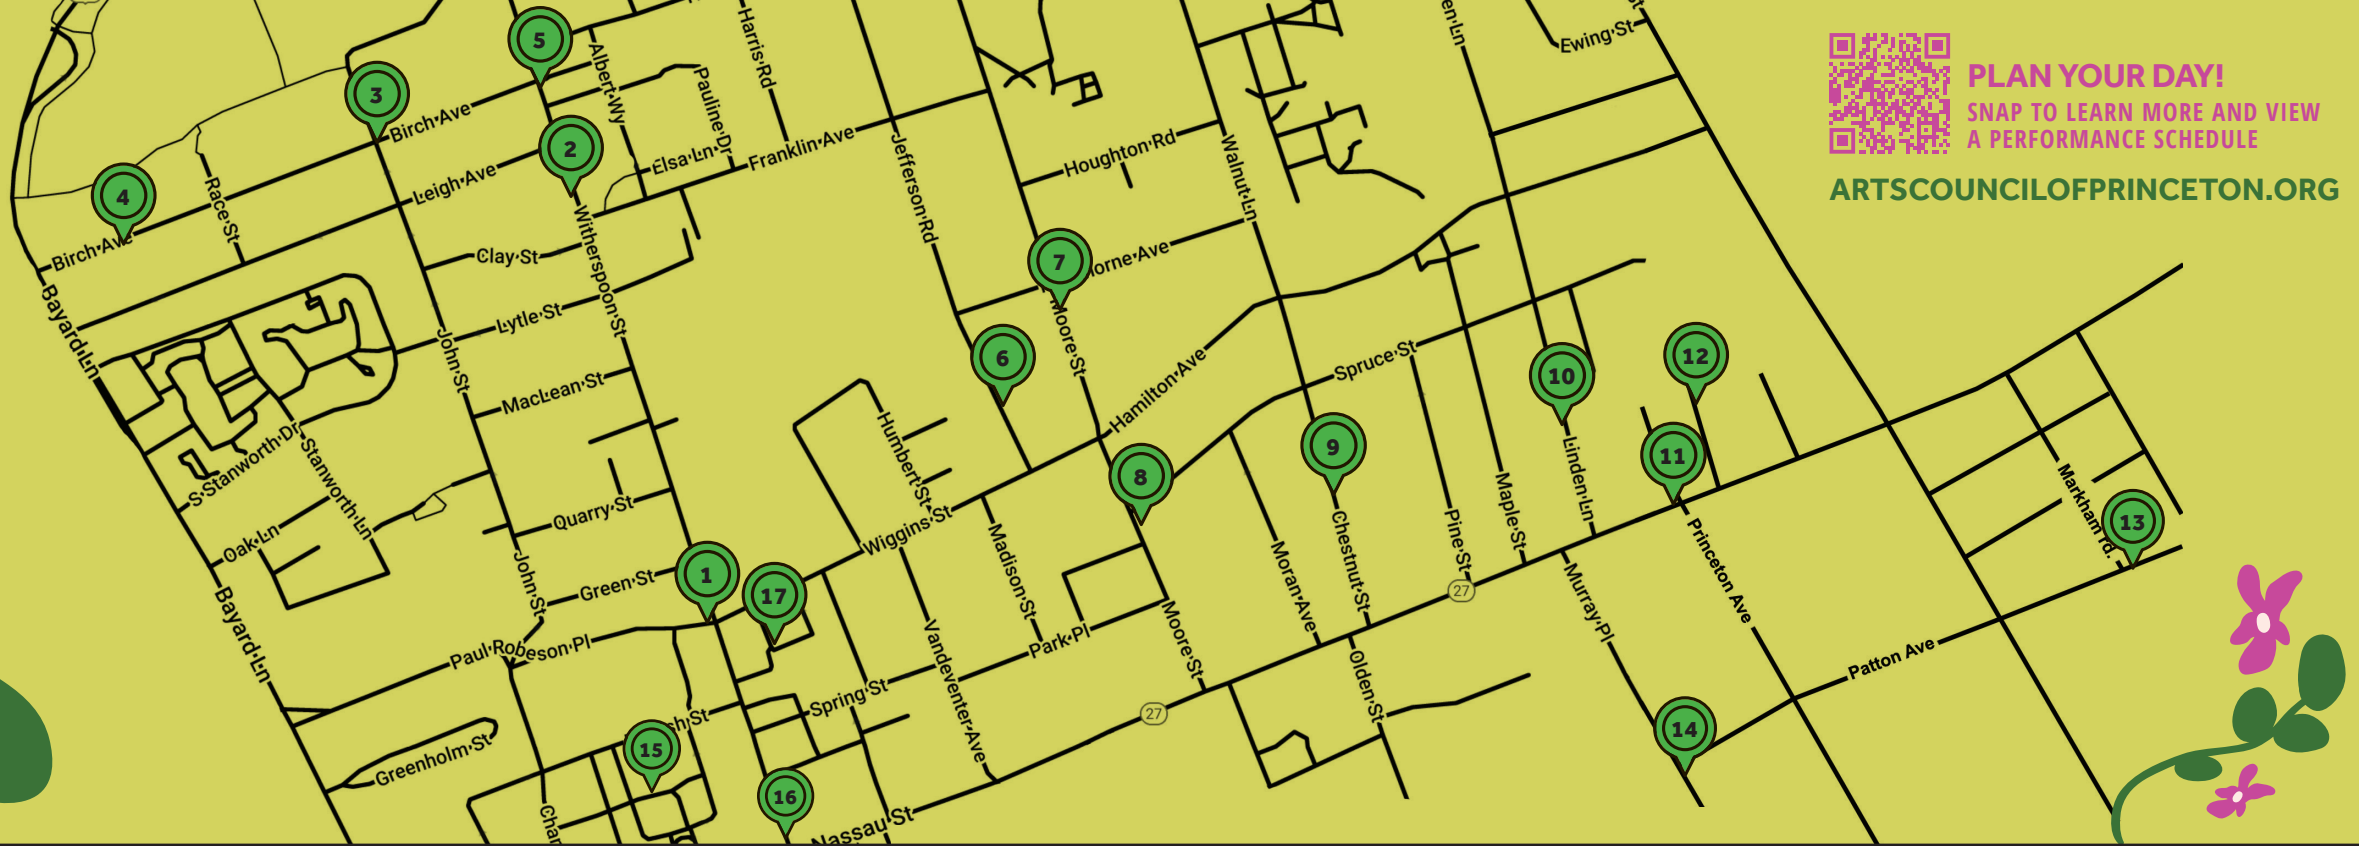 PLAN YOUR DAY!
SNAP TO LEARN MORE AND VIEW
A PERFORMANCE SCHEDULE
ARTSCOUNCILOFPRINCETON.ORG
5
Albert Wy
Harris Rd
Ewing St
3
Birch Ave
Pauline Dr
2
Elsa Ln
Franklin Ave
Jefferson Rd
Houghton Rd
Walnut Ln
4
Race St
Leigh Ave
Birch Ave
Witherspoon St
Clay St
7
Bayard Ln
Lytle St
John St
Moore St
6
MacLean St
Hamilton Ave
Spruce St
10
12
S Stanworth Dr
Stanworth Ln
Humbert St
8
9
11
Linden Ln
Oak Ln
Quarry St
Wiggins St
Madison St
Chestnut St
Pine St
Maple St
Princeton Ave
Markham rd.
13
Bayard Ln
John St
Green St
1
17
Moran Ave
27
Murray Pl
Paul Robeson Pl
Vandeventer Ave
Park Pl
Moore St
Olden St
Patton Ave
Spring St
27
Greenholm St
15
14
16
Nassau St